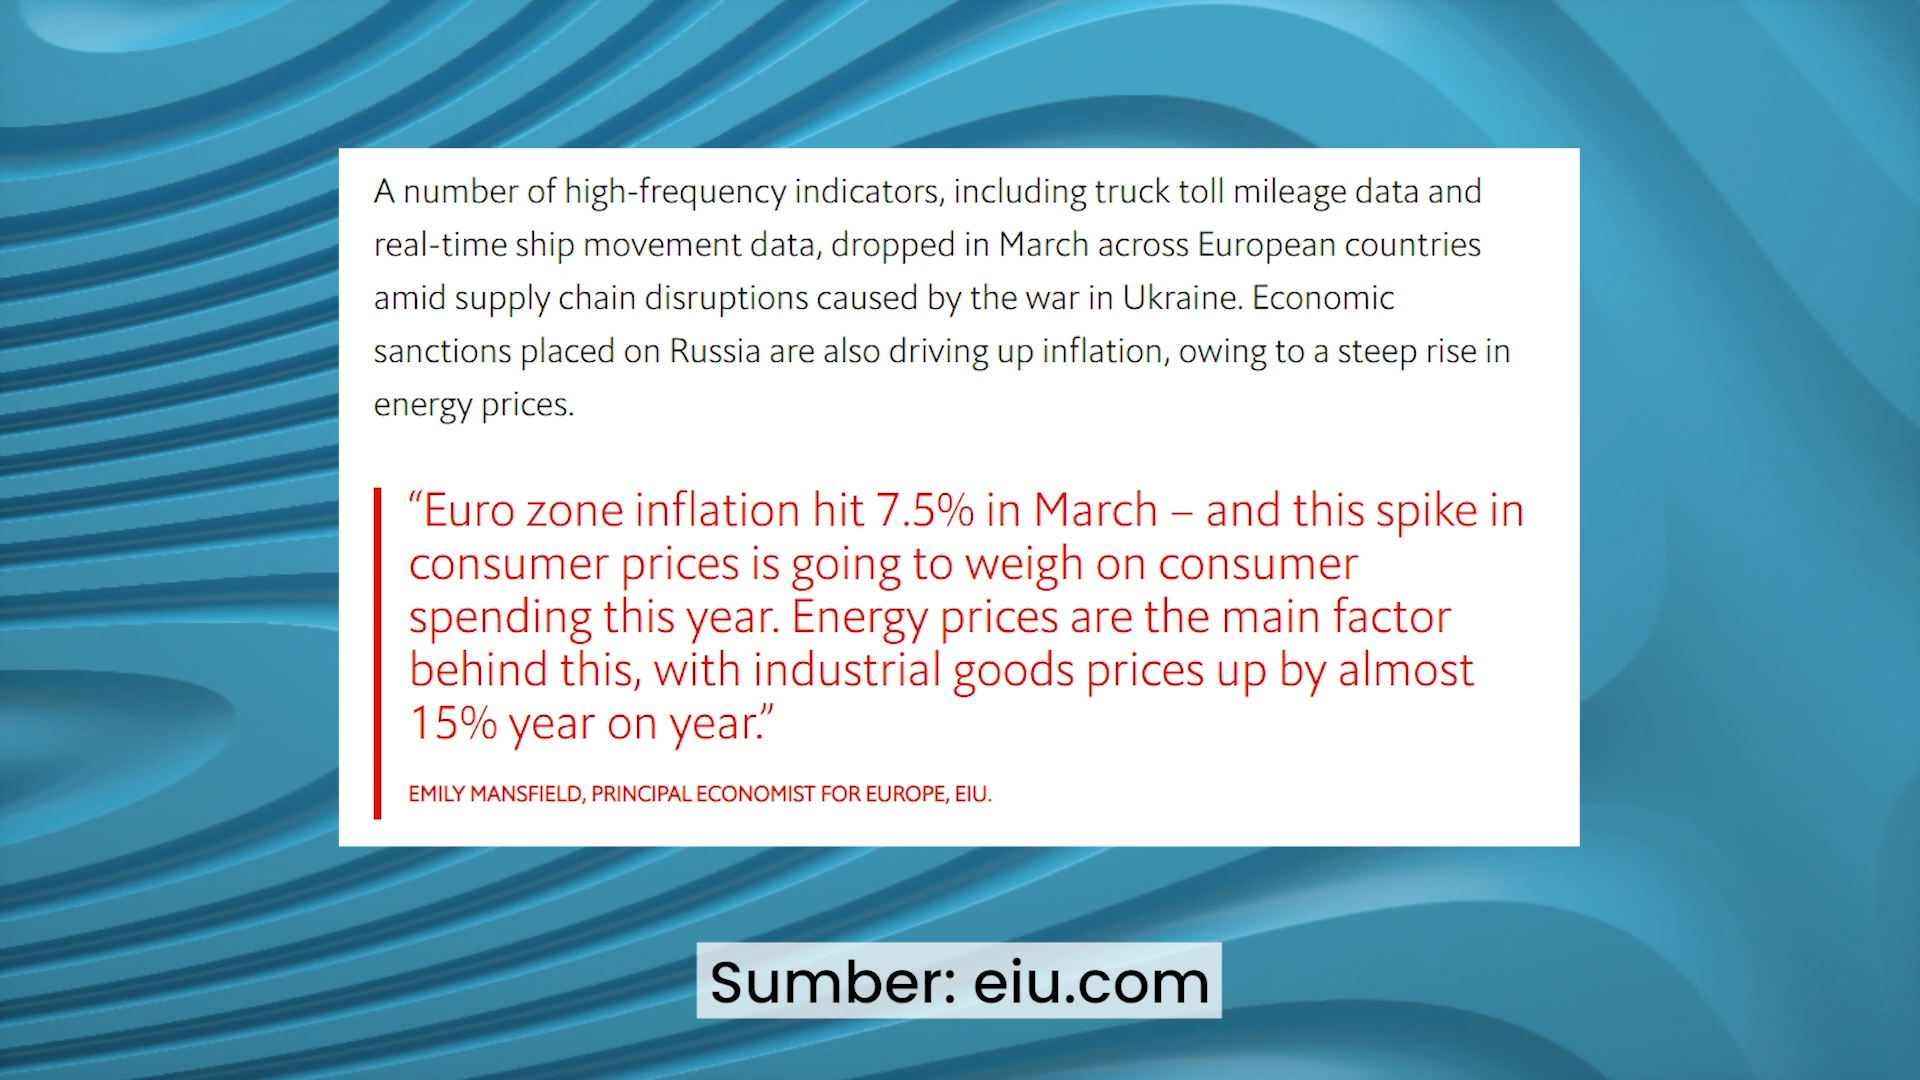 A number of high-frequency indicators, including truck toll mileage data and
real-time ship movement data, dropped in March across European countries
amid supply chain disruptions caused by the war in Ukraine. Economic
sanctions placed on Russia are also driving up inflation, owing to a steep rise in
energy prices.
“Euro zone inflation hit 7.5% in March – and this spike in
consumer prices is going to weigh on consumer
spending this year. Energy prices are the main factor
behind this, with industrial goods prices up by almost
15% year on year.”
EMILY MANSFIELD, PRINCIPAL ECONOMIST FOR EUROPE, EIU.
Sumber: eiu.com